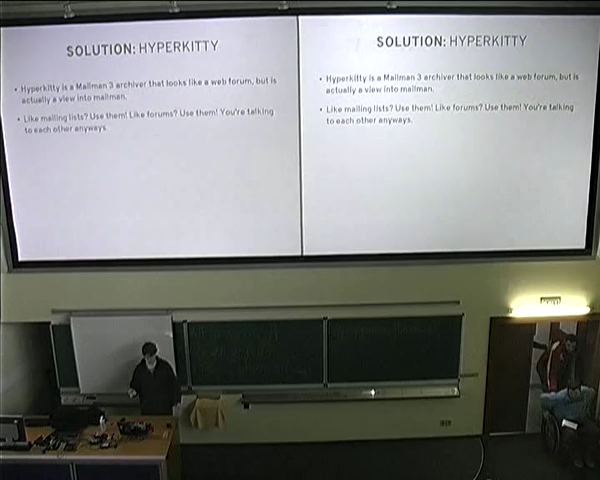 SOLUTION: HYPERKITTY
• Hyperkitty is a Mailman 3 archiver that looks like a web forum, but is
actually a view into mailman.
• Like mailing lists? Use them! Like forums? Use them! You're talking
to each other anyways.
SOLUTION: HYPERKITTY
• Hyperkitty is a Mailman 3 archiver that looks like a web forum, but is
actually a view into mailman.
• Like mailing lists? Use them! Like forums? Use them! You're talking
to each other anyways.